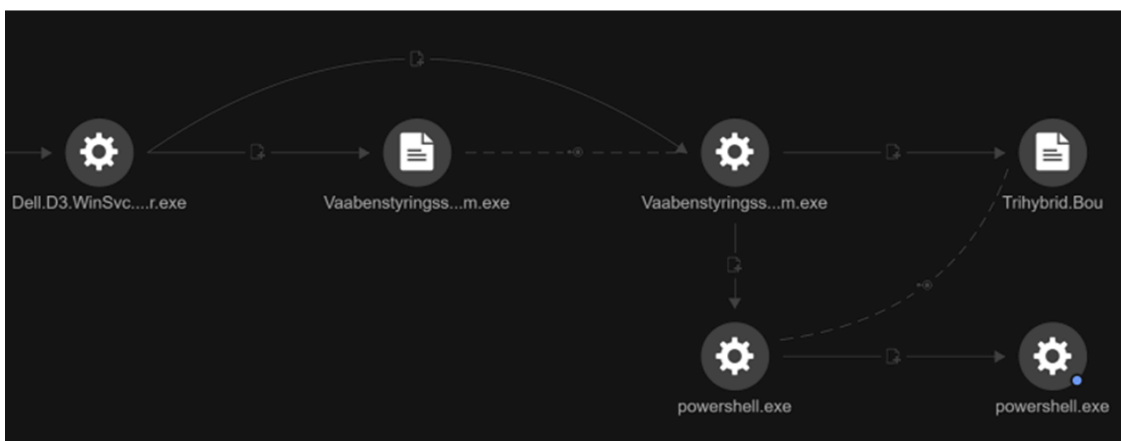 Dell.D3.WinSvc....r.exe
Vaabenstyringss...m.exe
Vaabenstyringss...m.exe
Trihybrid.Bou
powershell.exe
powershell.exe